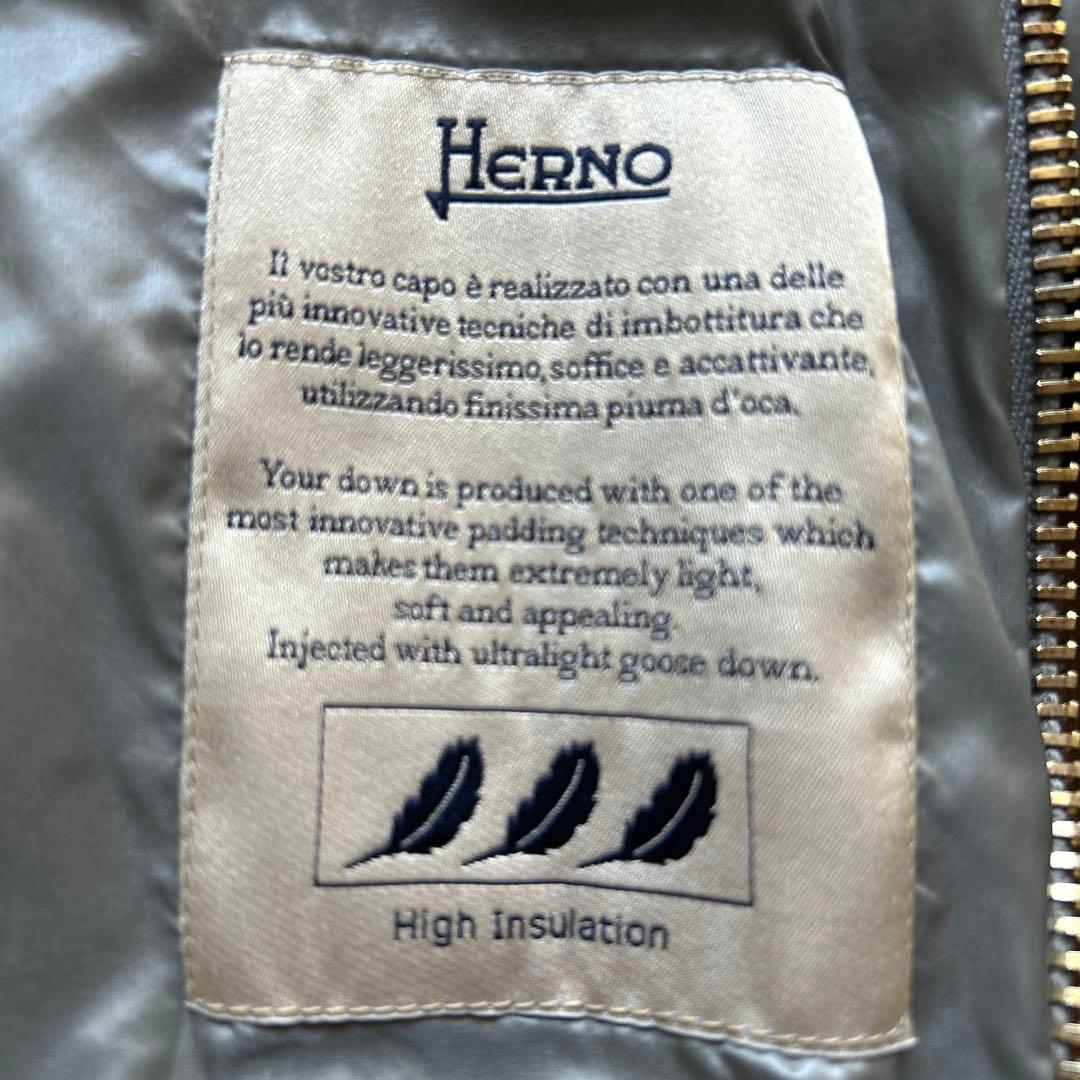 HERNO
Il vostro capo è realizzato con una delle
più innovative tecniche di imbottitura che
lo rende leggerissimo, soffice e accattivante,
utilizzando finissima piuma d'oca.
Your down is produced with one of the
most innovative padding techniques which
makes them extremely light,
soft and appealing.
Injected with ultralight goose down.
High Insulation